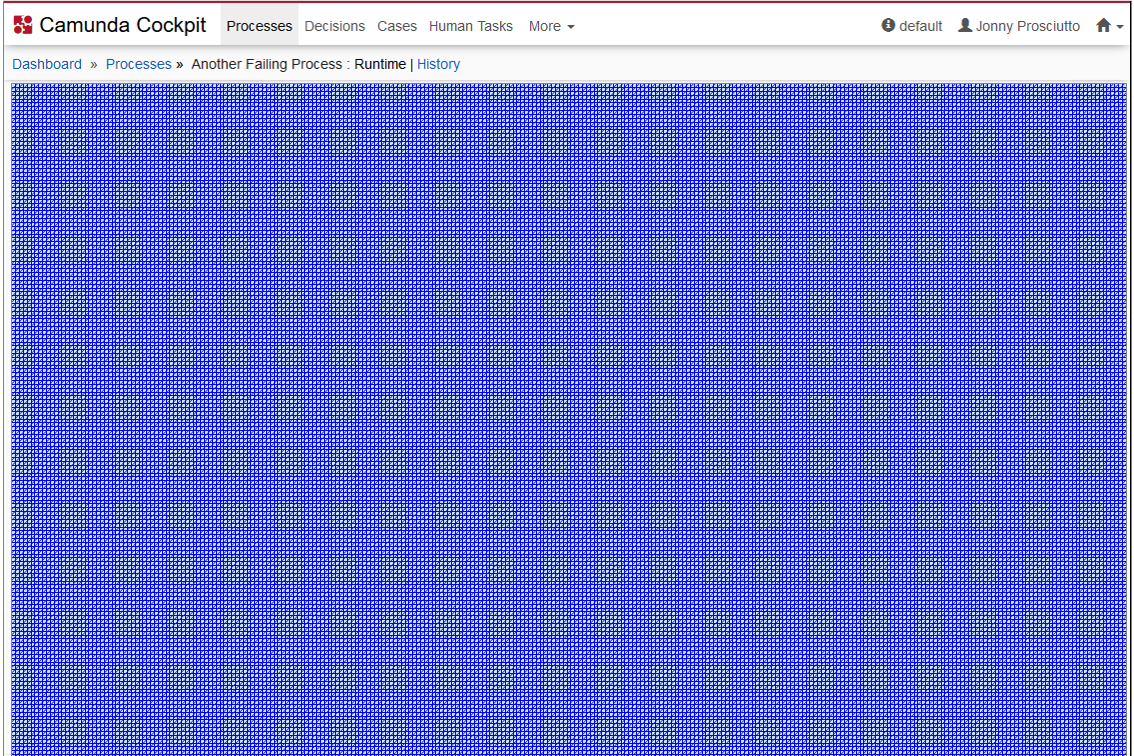 Camunda Cockpit Processes Decisions Cases Human Tasks More default Jonny Prosciutto
Dashboard » Processes » Another Failing Process : Runtime | History